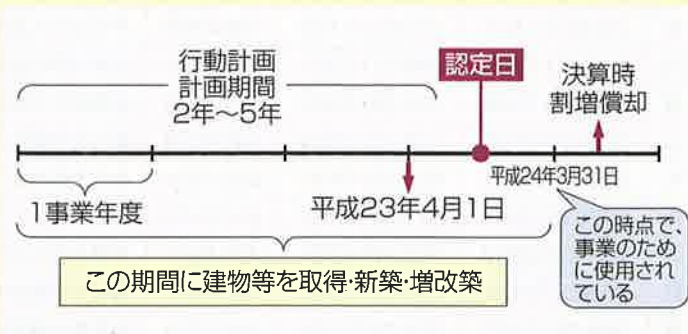 行動計画
計画期間
2年～5年
認定日
決算時
割増償却
1事業年度
平成23年4月1日
平成24年3月31日
この時点で、
事業のため
に使用され
ている
この期間に建物等を取得・新築・増改築